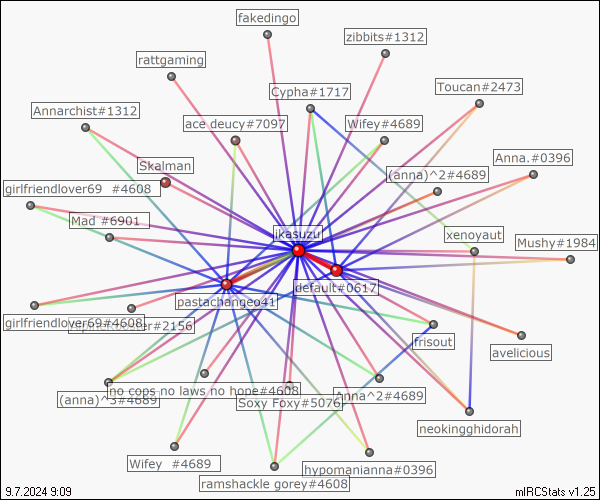 fakedingo
zibbits#1312
rattgaming
Toucan#2473
Cypha#1717
Annarchist#1312
ace deucy#7097
Wifey#4689
Anna.#0396
Skalman
(anna)^2#4689
girlfriendlover69 #4608
Mad #6901
ikasuzu
xenoyaut
Mushy#1984
default#0617
pastachangeo41
girlfriendlover69#4608
#2156
frisout
avelicious
(anna)^3#4689
no cops no laws no hope#4608
Anna^2#4689
Soxy Foxy#5076
neokingghidorah
Wifey #4689
hypomanianna#0396
ramshackle gorey#4608
9.7.2024 9:09
mIRCStats v1.25